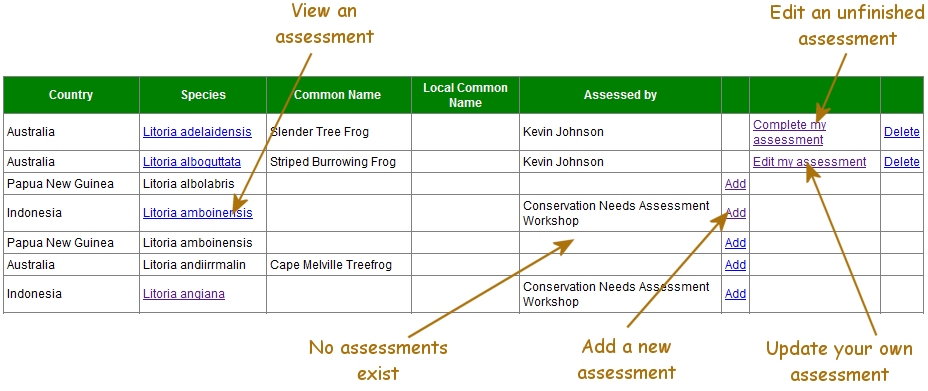 View an
assessment
Edit an unfinished
assessment
Country Species Common Name Local Common
Name Assessed by
Australia Litoria adelaidensis Slender Tree Frog Kevin Johnson Complete my
assessment Delete
Australia Litoria alboguttata Striped Burrowing Frog Kevin Johnson Edit my assessment Delete
Papua New Guinea Litoria albolabris Add
Indonesia Litoria amboinensis Conservation Needs Assessment
Workshop Add
Papua New Guinea Litoria amboinensis Add
Australia Litoria andiirrmalin Cape Melville Treefrog Add
Indonesia Litoria angiana Conservation Needs Assessment
Workshop Add
No assessments
exist
Add a new
assessment
Update your own
assessment